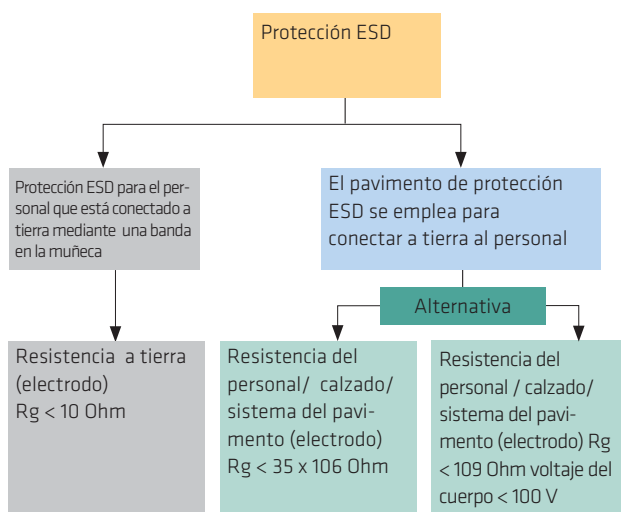 Protección ESD
Protección ESD para el per-
sonal que está conectado a
tierra mediante una banda
en la muñeca
El pavimento de protección
ESD se emplea para
conectar a tierra al personal
Alternativa
Resistencia a tierra
(electrodo)
Rg < 10 Ohm
Resistencia del
personal/ calzado/
sistema del pavi-
mento (electrodo)
Rg < 35 x 106 Ohm
Resistencia del
personal / calzado/
sistema del pavi-
mento (electrodo) Rg
< 109 Ohm voltaje del
cuerpo < 100 V